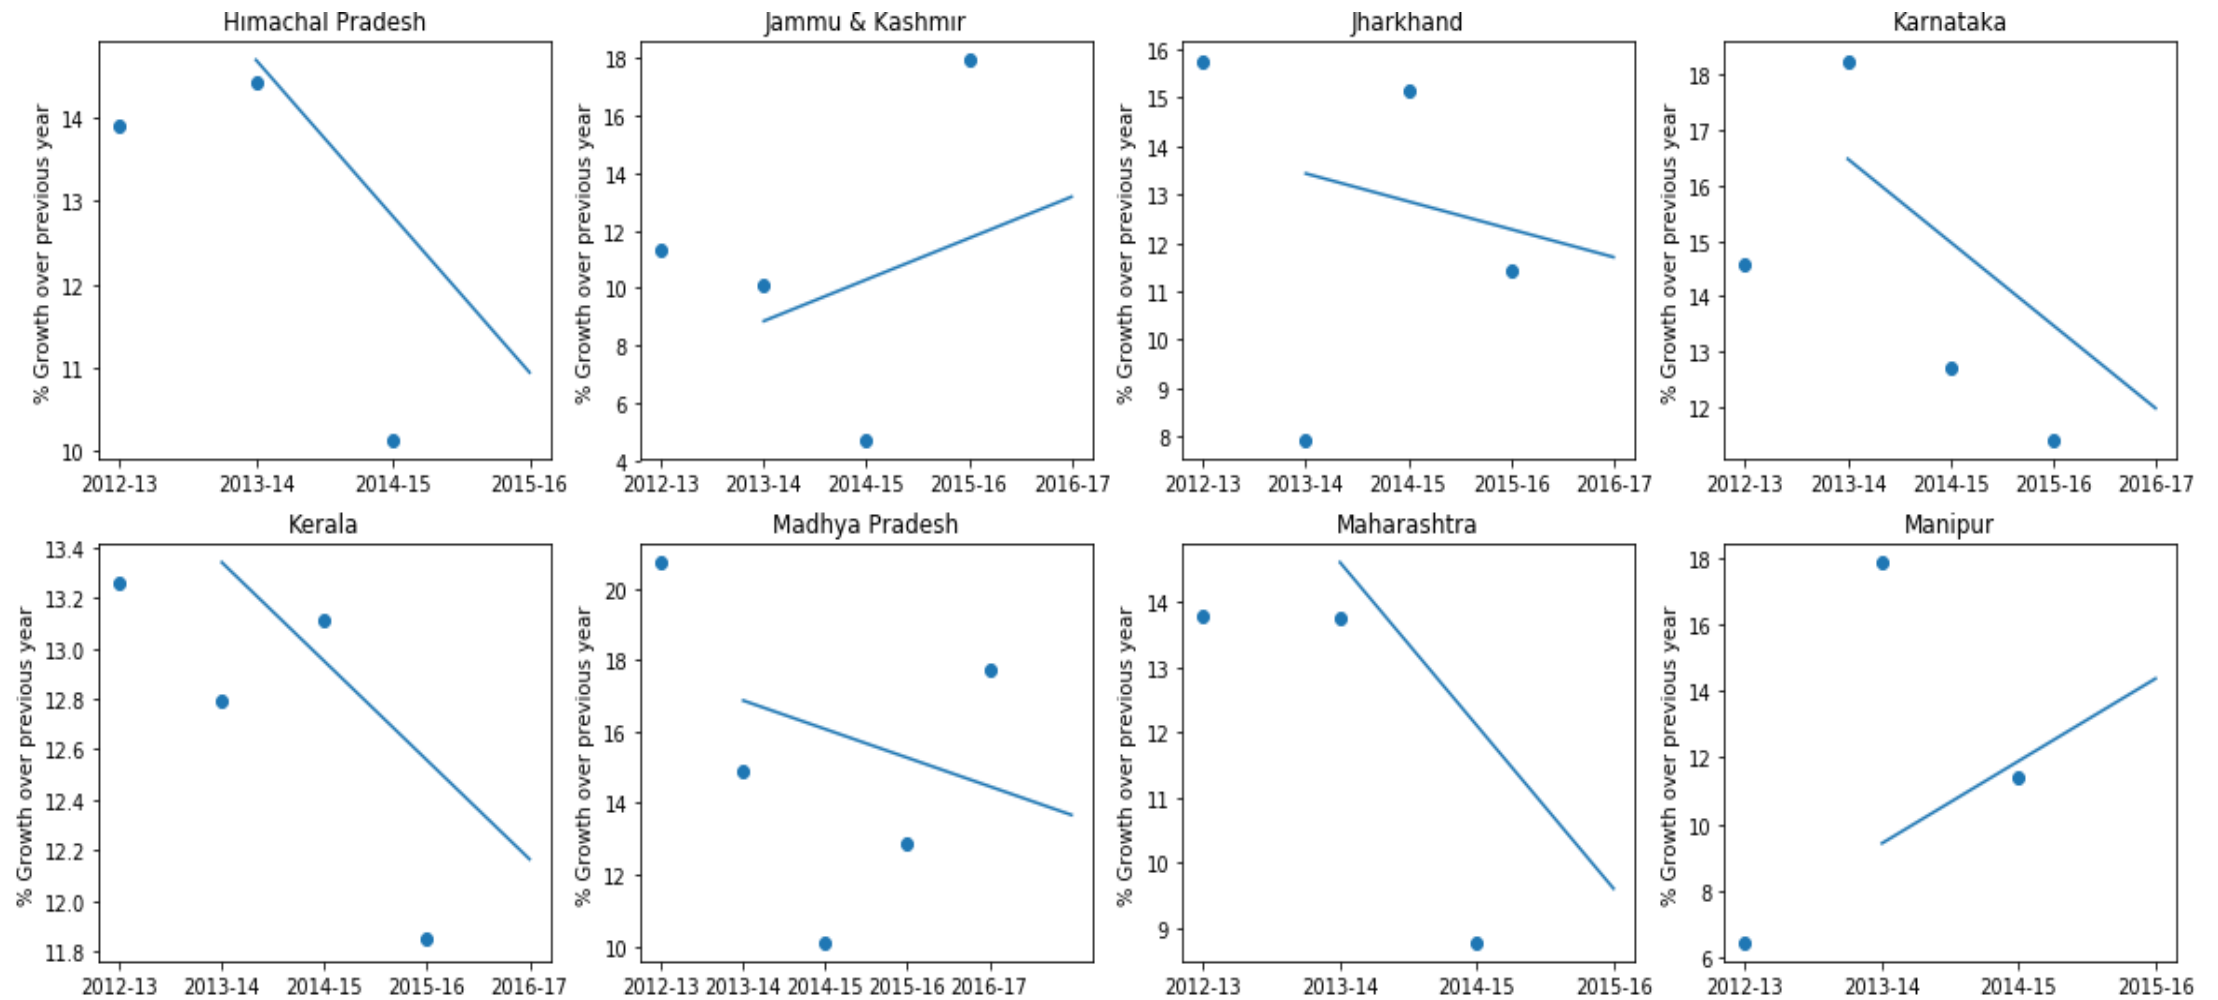 Himachal Pradesh
% Growth over previous year
14
13
12
11
10
2012-13 2013-14 2014-15 2015-16
Jammu & Kashmir
% Growth over previous year
18
16
14
12
10
8
6
4
2012-13 2013-14 2014-15 2015-16 2016-17
Jharkhand
% Growth over previous year
16
15
14
13
12
11
10
9
8
2012-13 2013-14 2014-15 2015-16 2016-17
Karnataka
% Growth over previous year
18
17
16
15
14
13
12
2012-13 2013-14 2014-15 2015-16 2016-17
Kerala
% Growth over previous year
13.4
13.2
13.0
12.8
12.6
12.4
12.2
12.0
11.8
2012-13 2013-14 2014-15 2015-16 2016-17
Madhya Pradesh
% Growth over previous year
20
18
16
14
12
10
2012-13 2013-14 2014-15 2015-16 2016-17
Maharashtra
% Growth over previous year
14
13
12
11
10
9
2012-13 2013-14 2014-15 2015-16
Manipur
% Growth over previous year
18
16
14
12
10
8
6
2012-13 2013-14 2014-15 2015-16